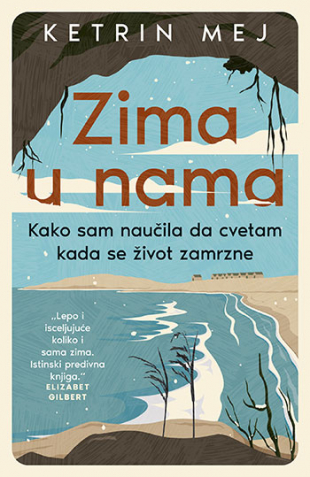 KETRIN MEJ
Zima
u nama
Kako sam naučila da cvetam
kada se život zamrzne
„Lepo i
isceljujuće
koliko i
sama zima.
Istinski predivna
knjiga.“
ELIZABET
GILBERT